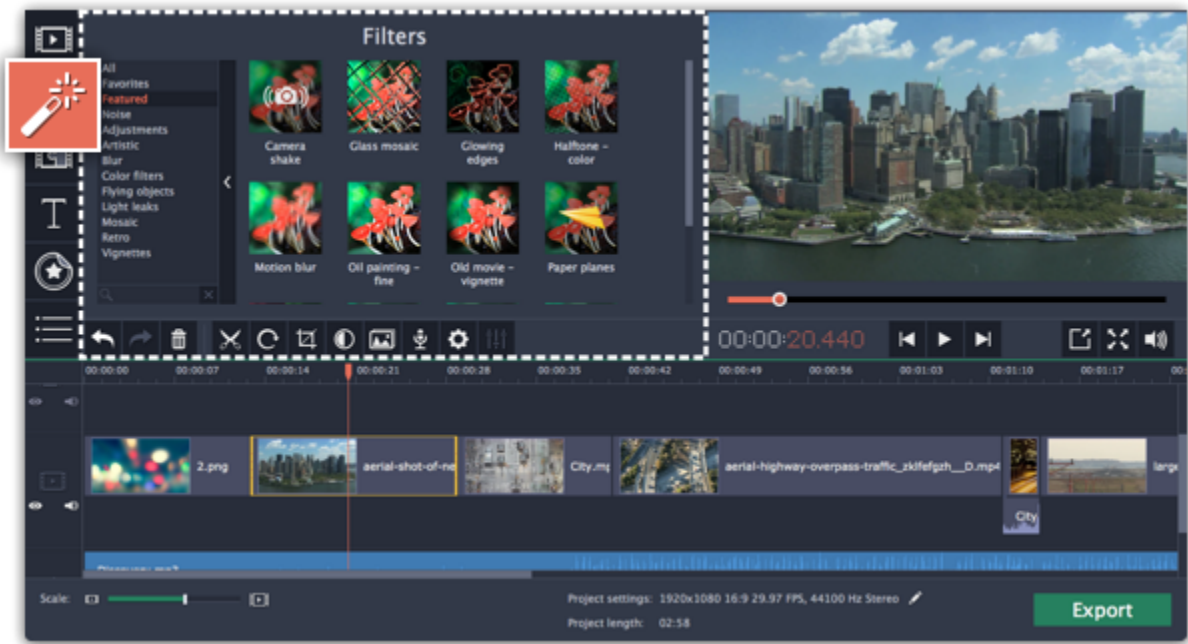 Filters
All
Favorites
Featured
Noise
Adjustments
Artistic
Blur
Color filters
Flying objects
Light leaks
Mosaic
Retro
Vignettes
Camera
shake
Glass mosaic
Glowing
edges
Halftone –
color
Motion blur
Oil painting –
fine
Old movie –
vignette
Paper planes
T
00:00:20.440
00:00:00 00:00:07 00:00:14 00:00:21 00:00:28 00:00:35 00:00:42 00:00:49 00:00:56 00:01:03 00:01:10 00:01:17 00:
2.png
aerial-shot-of-ne
City.mp
aerial-highway-overpass-traffic_zklfefgzh__D.mp4
large
City
Discovery.mp3
Scale:
Project settings: 1920x1080 16:9 29.97 FPS, 44100 Hz Stereo
Project length: 02:58
Export